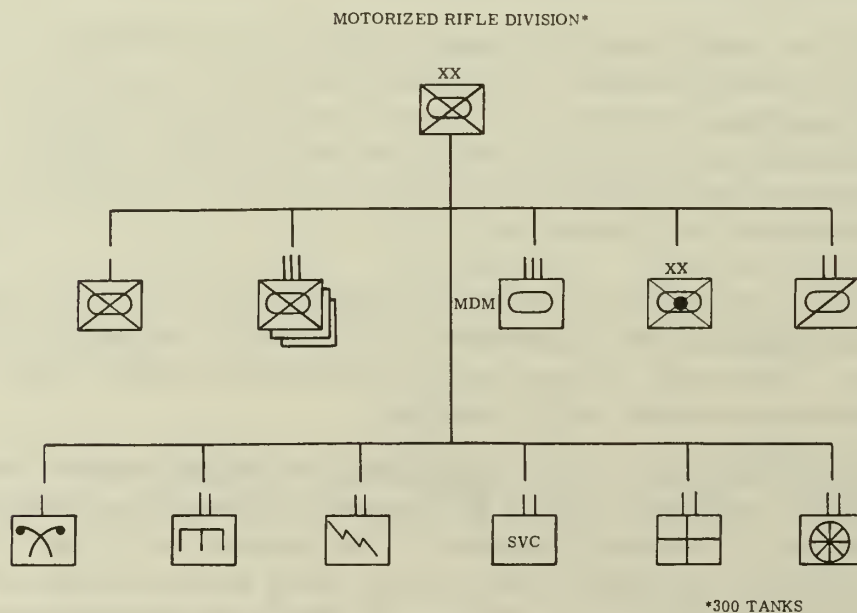 MOTORIZED RIFLE DIVISION*
XX
MDM
XX
SVC
*300 TANKS